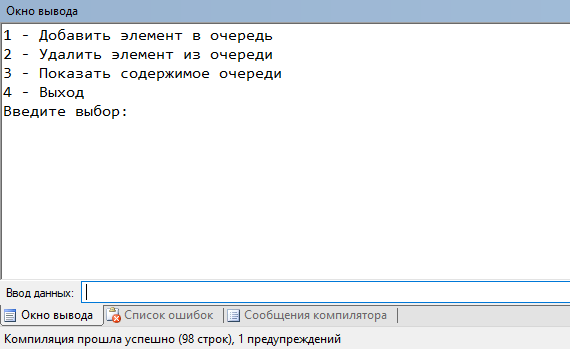 Окно вывода
1 - Добавить элемент в очередь
2 - Удалить элемент из очереди
3 - Показать содержимое очереди
4 - Выход
Введите выбор:
Ввод данных:
Окно вывода Список ошибок Сообщения компилятора
Компиляция прошла успешно (98 строк), 1 предупреждений